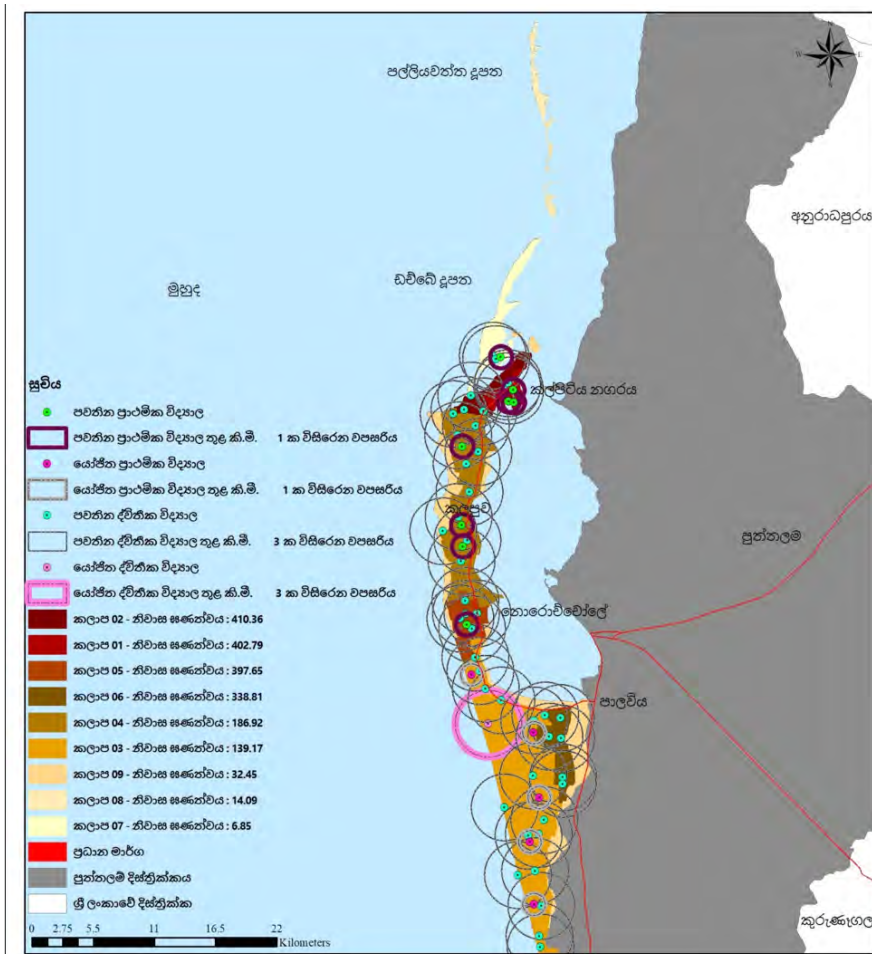 N
W
E
N
පල්ලියවත්ත දූපත
අනුරාධපුරය
ඩච්බේ දූපත
මුහුද
කල්පිටිය නගරය
කලපුව
පුත්තලම
නොරොච්චෝලේ
පාලවිය
කුරුණෑගල
සූචිය
පවතින ප්‍රාථමික විද්‍යාල
පවතින ප්‍රාථමික විද්‍යාල තුළ කි.මී. 1 ක විසිරෙන වපසරිය
යෝජිත ප්‍රාථමික විද්‍යාල
යෝජිත ප්‍රාථමික විද්‍යාල තුළ කි.මී. 1 ක විසිරෙන වපසරිය
පවතින ද්විතීක විද්‍යාල
පවතින ද්විතීක විද්‍යාල තුළ කි.මී. 3 ක විසිරෙන වපසරිය
යෝජිත ද්විතීක විද්‍යාල
යෝජිත ද්විතීක විද්‍යාල තුළ කි.මී. 3 ක විසිරෙන වපසරිය
කලාප 02 - නිවාස ඝණත්වය : 410.36
කලාප 01 - නිවාස ඝණත්වය : 402.79
කලාප 05 - නිවාස ඝණත්වය : 397.65
කලාප 06 - නිවාස ඝණත්වය : 338.81
කලාප 04 - නිවාස ඝණත්වය : 186.92
කලාප 03 - නිවාස ඝණත්වය : 139.17
කලාප 09 - නිවාස ඝණත්වය : 32.45
කලාප 08 - නිවාස ඝණත්වය : 14.09
කලාප 07 - නිවාස ඝණත්වය : 6.85
ප්‍රධාන මාර්ග
පුත්තලම් දිස්ත්‍රික්කය
ශ්‍රී ලංකාවේ දිස්ත්‍රික්ක
0 2.75 5.5 11 16.5 22
Kilometers